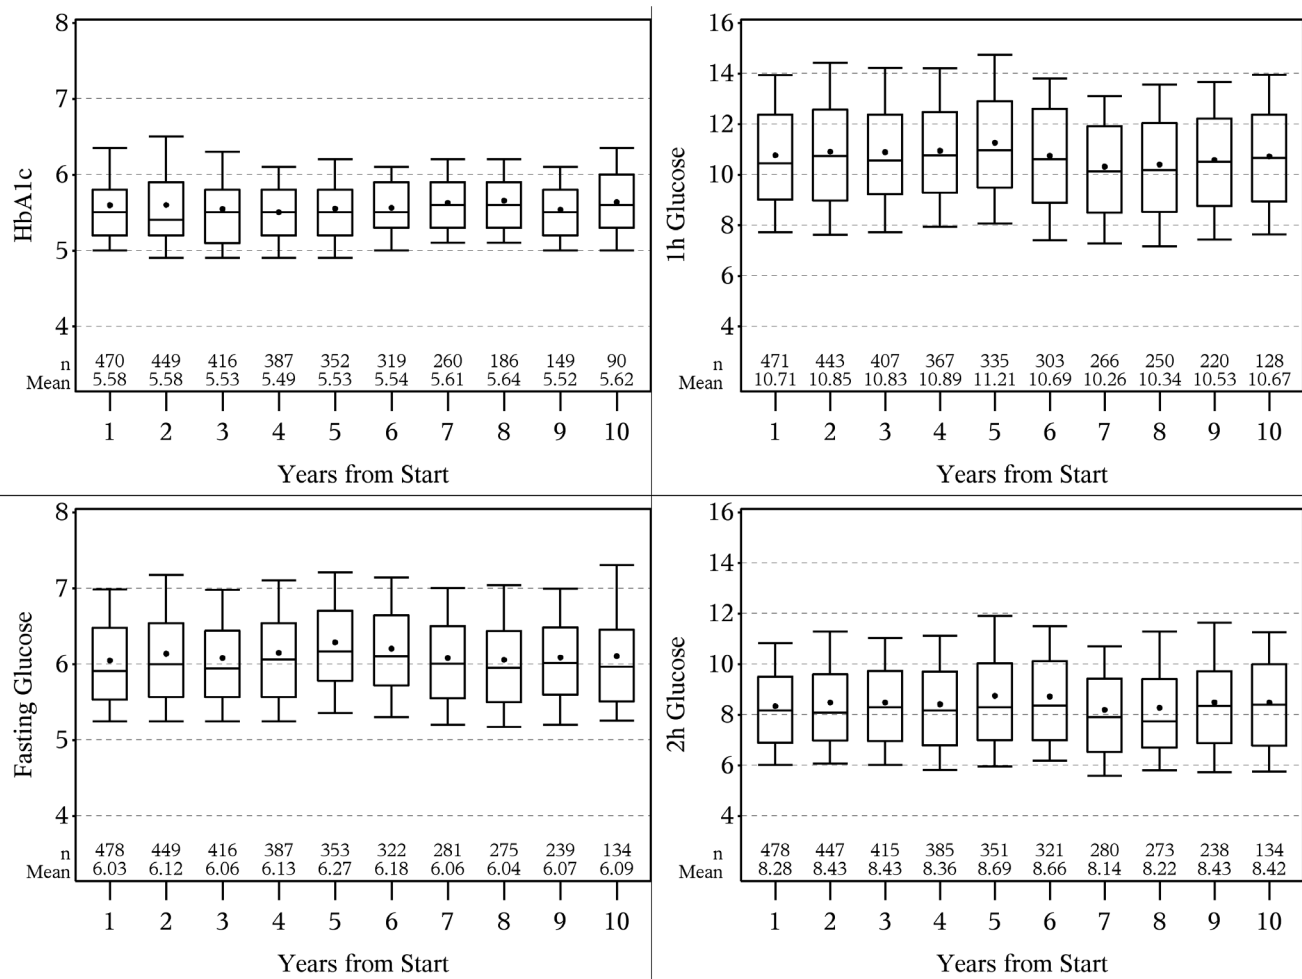 8
7
6
5
4
HbA1c
n 470 449 416 387 352 319 260 186 149 90
Mean 5.58 5.58 5.53 5.49 5.53 5.54 5.61 5.64 5.52 5.62
1 2 3 4 5 6 7 8 9 10
Years from Start
16
14
12
10
8
6
4
1h Glucose
n 471 443 407 367 335 303 266 250 220 128
Mean 10.71 10.85 10.83 10.89 11.21 10.69 10.26 10.34 10.53 10.67
1 2 3 4 5 6 7 8 9 10
Years from Start
8
7
6
5
4
Fasting Glucose
n 478 449 416 387 353 322 281 275 239 134
Mean 6.03 6.12 6.06 6.13 6.27 6.18 6.06 6.04 6.07 6.09
1 2 3 4 5 6 7 8 9 10
Years from Start
16
14
12
10
8
6
4
2h Glucose
n 478 447 415 385 351 321 280 273 238 134
Mean 8.28 8.43 8.43 8.36 8.69 8.66 8.14 8.22 8.43 8.42
1 2 3 4 5 6 7 8 9 10
Years from Start